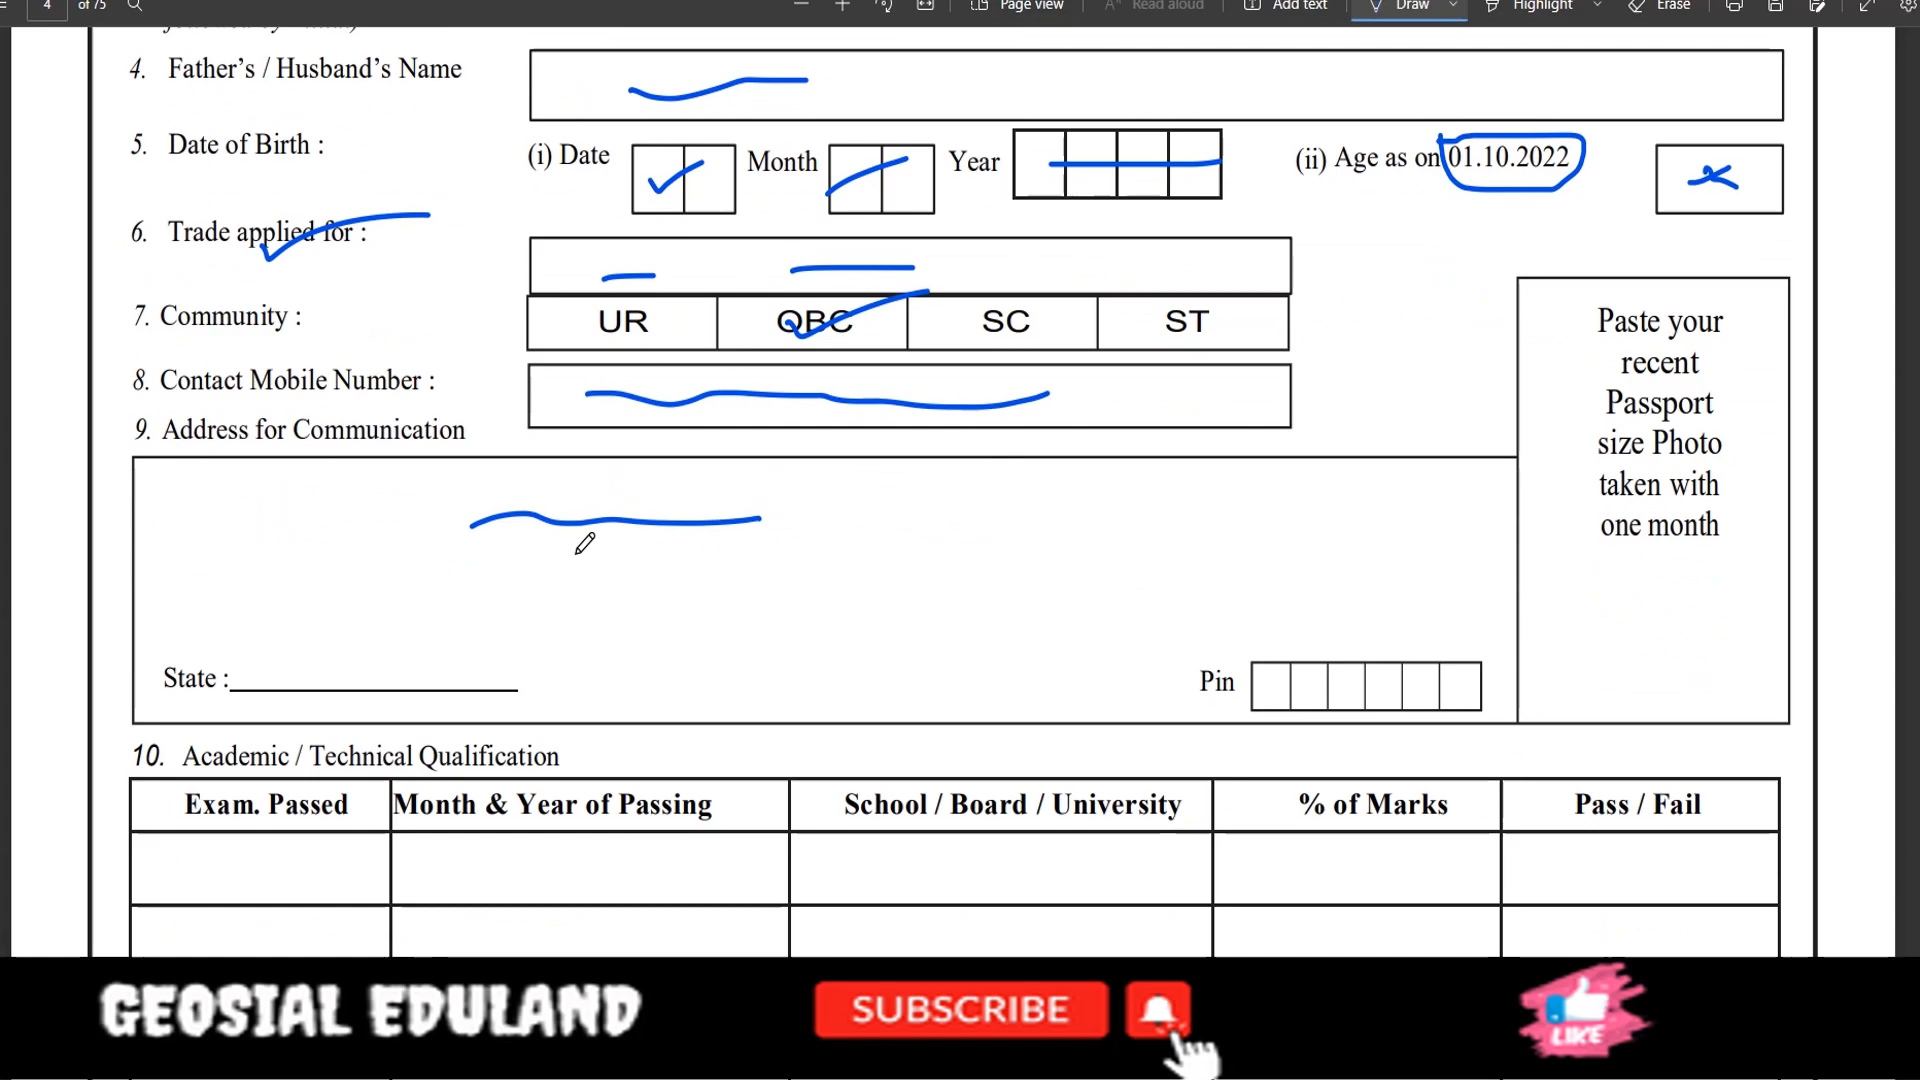 4 of 75 Page view Read aloud Add text Draw Highlight Erase
4. Father's / Husband's Name
5. Date of Birth : (i) Date Month Year (ii) Age as on 01.10.2022
6. Trade applied for :
7. Community : UR OBC SC ST
8. Contact Mobile Number :
9. Address for Communication
Paste your
recent
Passport
size Photo
taken with
one month
State : Pin
10. Academic / Technical Qualification
Exam. Passed Month & Year of Passing School / Board / University % of Marks Pass / Fail
GEOSIAL EDULAND SUBSCRIBE LIKE